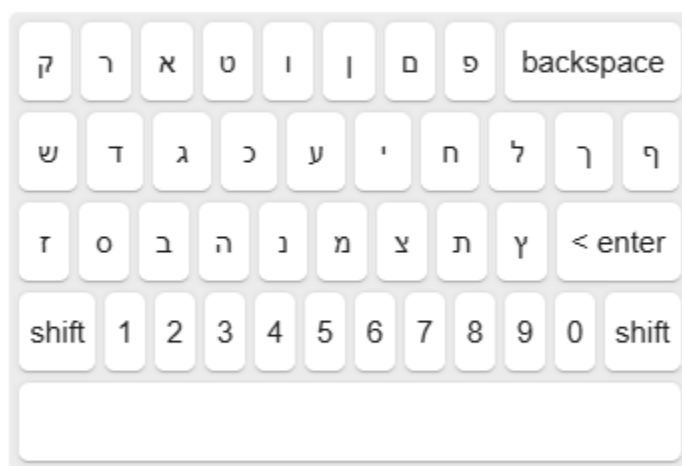 ק ר א ט ו ן ם פ backspace
ש ד ג כ ע י ח ל ך ף
ז ס ב ה נ מ צ ת ץ < enter
shift 1 2 3 4 5 6 7 8 9 0 shift